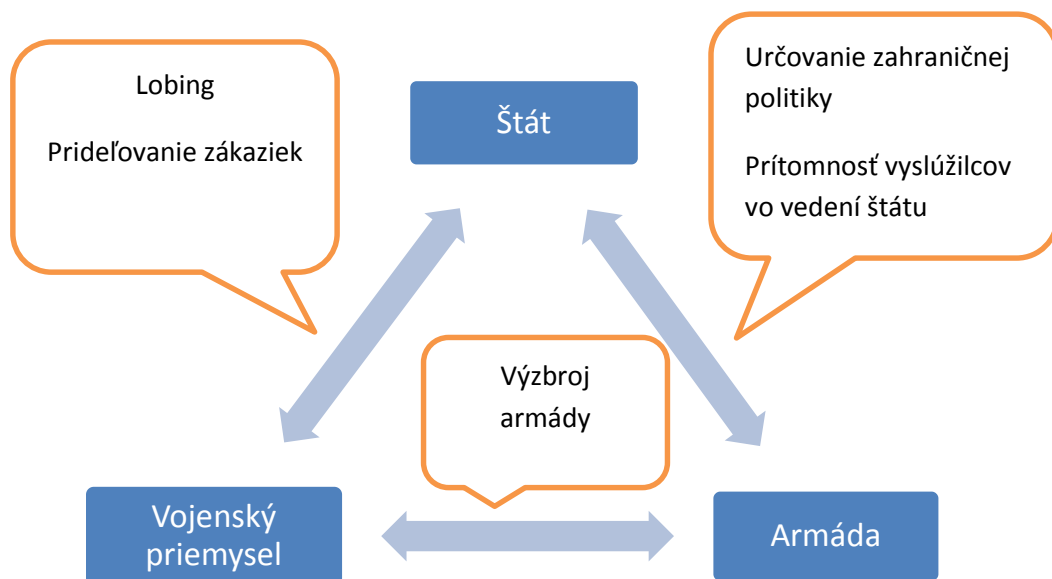 Lobing
Prideľovanie zákaziek
Štát
Určovanie zahraničnej
politiky
Prítomnosť vyslúžilcov
vo vedení štátu
Výzbroj
armády
Vojenský
priemysel
Armáda